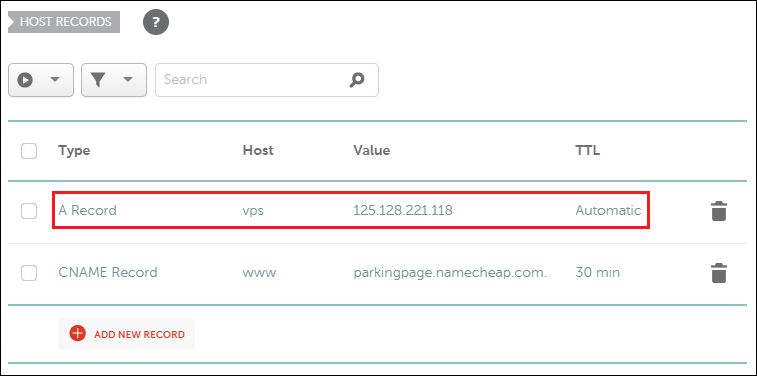 HOST RECORDS ?
Search
Type Host Value TTL
A Record vps 125.128.221.118 Automatic
CNAME Record www parkingpage.namecheap.com. 30 min
ADD NEW RECORD